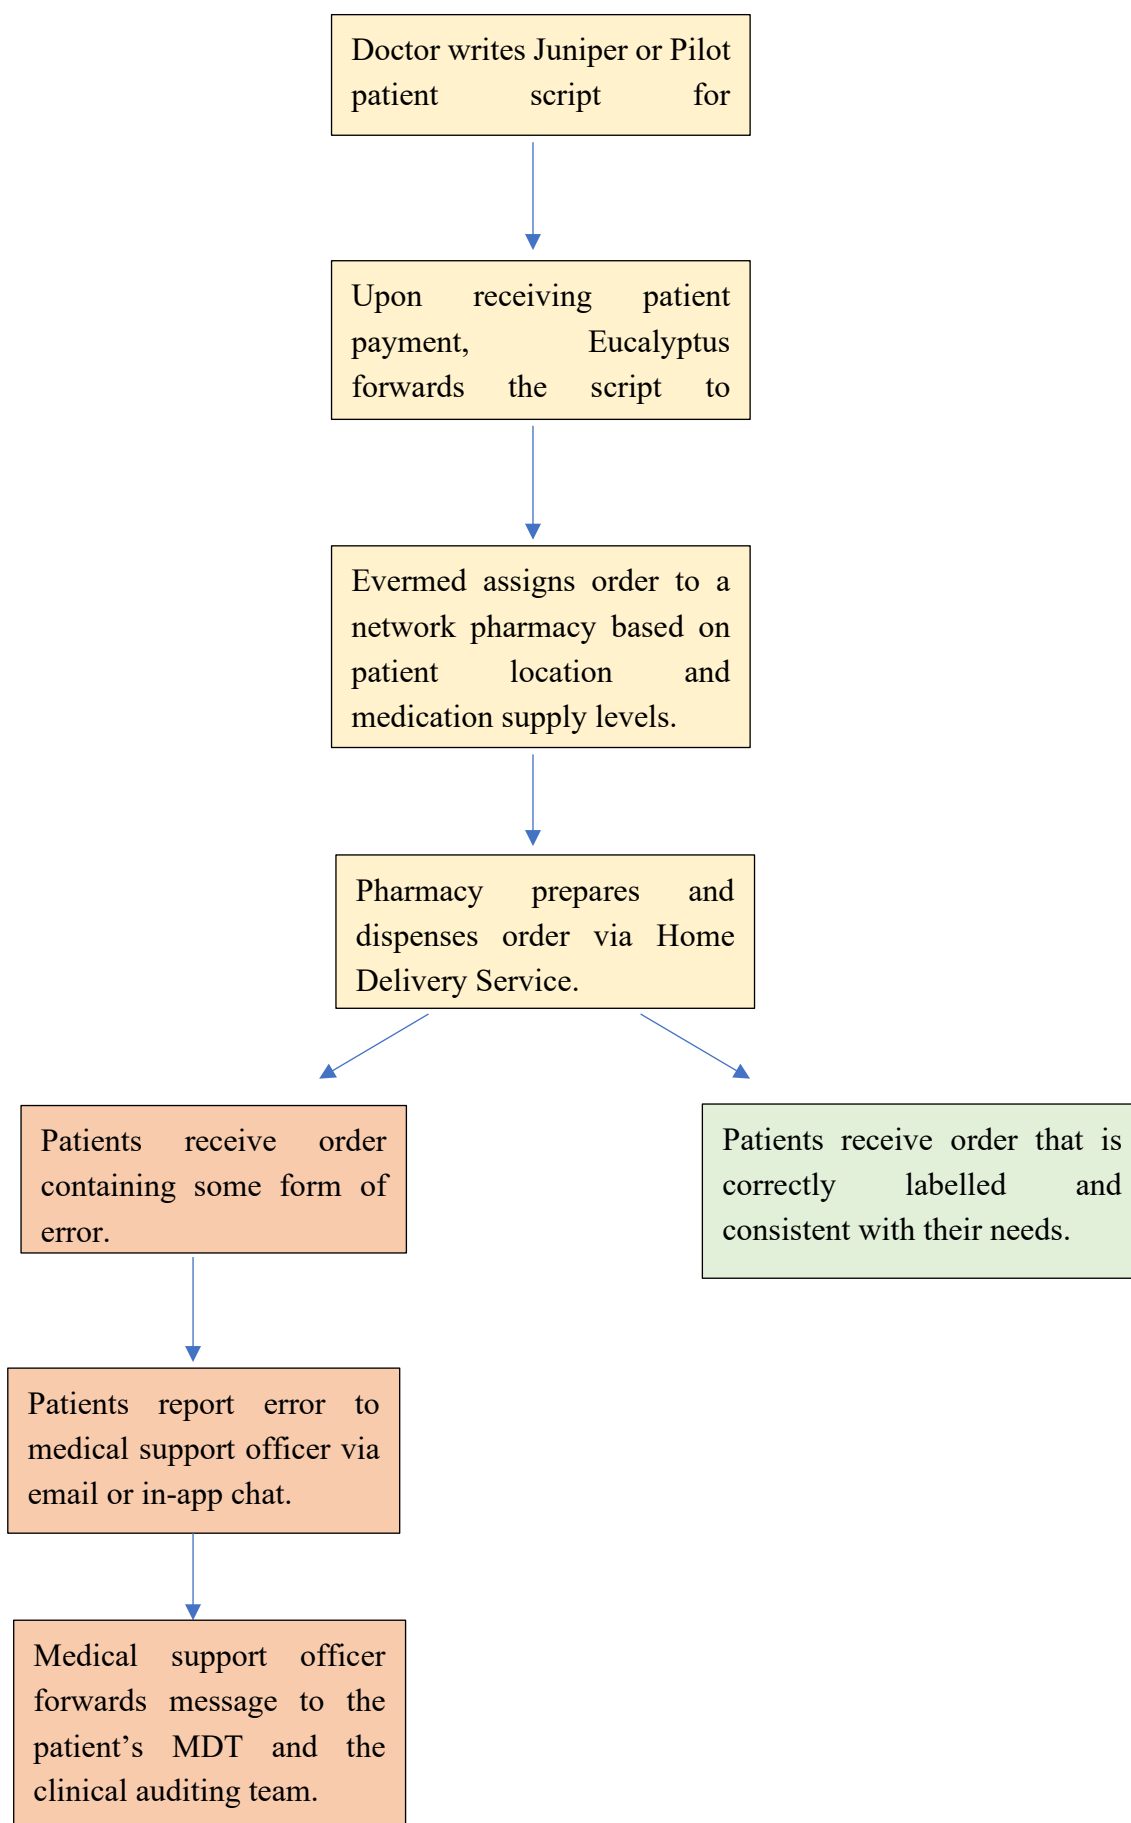 Doctor writes Juniper or Pilot
patient script for
Upon receiving patient
payment, Eucalyptus
forwards the script to
Evermed assigns order to a
network pharmacy based on
patient location and
medication supply levels.
Pharmacy prepares and
dispenses order via Home
Delivery Service.
Patients receive order
containing some form of
error.
Patients receive order that is
correctly labelled and
consistent with their needs.
Patients report error to
medical support officer via
email or in-app chat.
Medical support officer
forwards message to the
patient’s MDT and the
clinical auditing team.